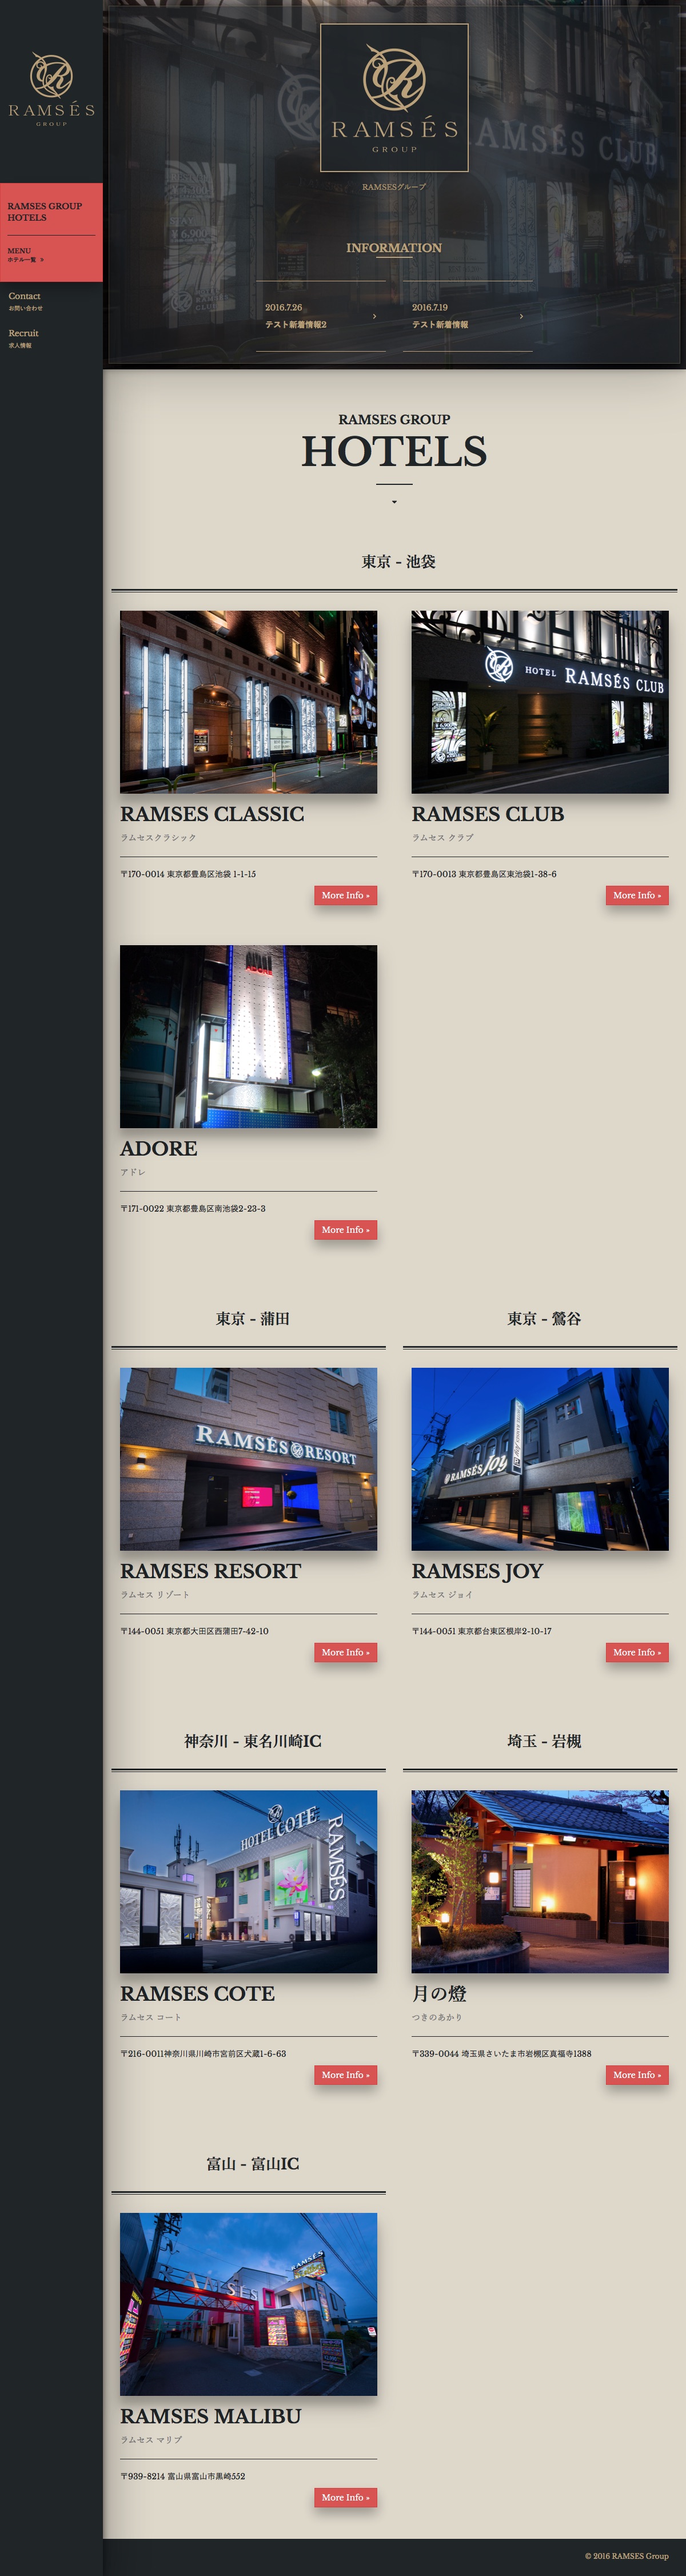 RAMSÉS
GROUP
RAMSES GROUP
HOTELS
MENU
ホテル一覧 »
Contact
お問い合わせ
Recruit
求人情報
RAMSÉS
GROUP
RAMSÉS CLUB
¥6,900
RAMSESグループ
INFORMATION
2016.7.26
テスト新着情報2
2016.7.19
テスト新着情報
RAMSES GROUP
HOTELS
東京 - 池袋
HOTEL RAMSÉS CLUB
RAMSES CLASSIC
ラムセスクラシック
〒170-0014 東京都豊島区池袋 1-1-15
More Info »
RAMSES CLUB
ラムセス クラブ
〒170-0013 東京都豊島区東池袋1-38-6
More Info »
ADORE
ADORE
アドレ
〒171-0022 東京都豊島区南池袋2-23-3
More Info »
東京 - 蒲田
RAMSÉS RESORT
RAMSES RESORT
ラムセス リゾート
〒144-0051 東京都大田区西蒲田7-42-10
More Info »
東京 - 鶯谷
RAMSÉS Joy
RAMSES JOY
ラムセス ジョイ
〒144-0051 東京都台東区根岸2-10-17
More Info »
神奈川 - 東名川崎IC
HOTEL COTE
RAMSÉS
RAMSES COTE
ラムセス コート
〒216-0011神奈川県川崎市宮前区犬蔵1-6-63
More Info »
埼玉 - 岩槻
月の燈
つきのあかり
〒339-0044 埼玉県さいたま市岩槻区真福寺1388
More Info »
富山 - 富山IC
RAMSES
RAMSÉS
RAMSES MALIBU
ラムセス マリブ
〒939-8214 富山県富山市黒崎552
More Info »
© 2016 RAMSES Group